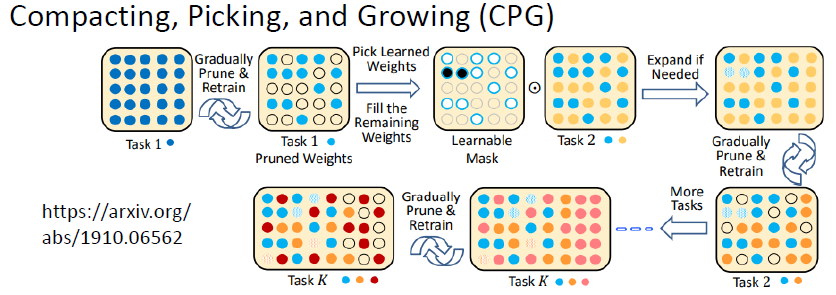 Compacting, Picking, and Growing (CPG)
Gradually
Prune &
Retrain
Pick Learned
Weights
Fill the
Remaining
Weights
Expand if
Needed
Task 1
Task 1
Pruned Weights
Learnable
Mask
Task 2
Gradually
Prune &
Retrain
More
Tasks
Task 2
Gradually
Prune &
Retrain
Task K
Task K
https://arxiv.org/
abs/1910.06562